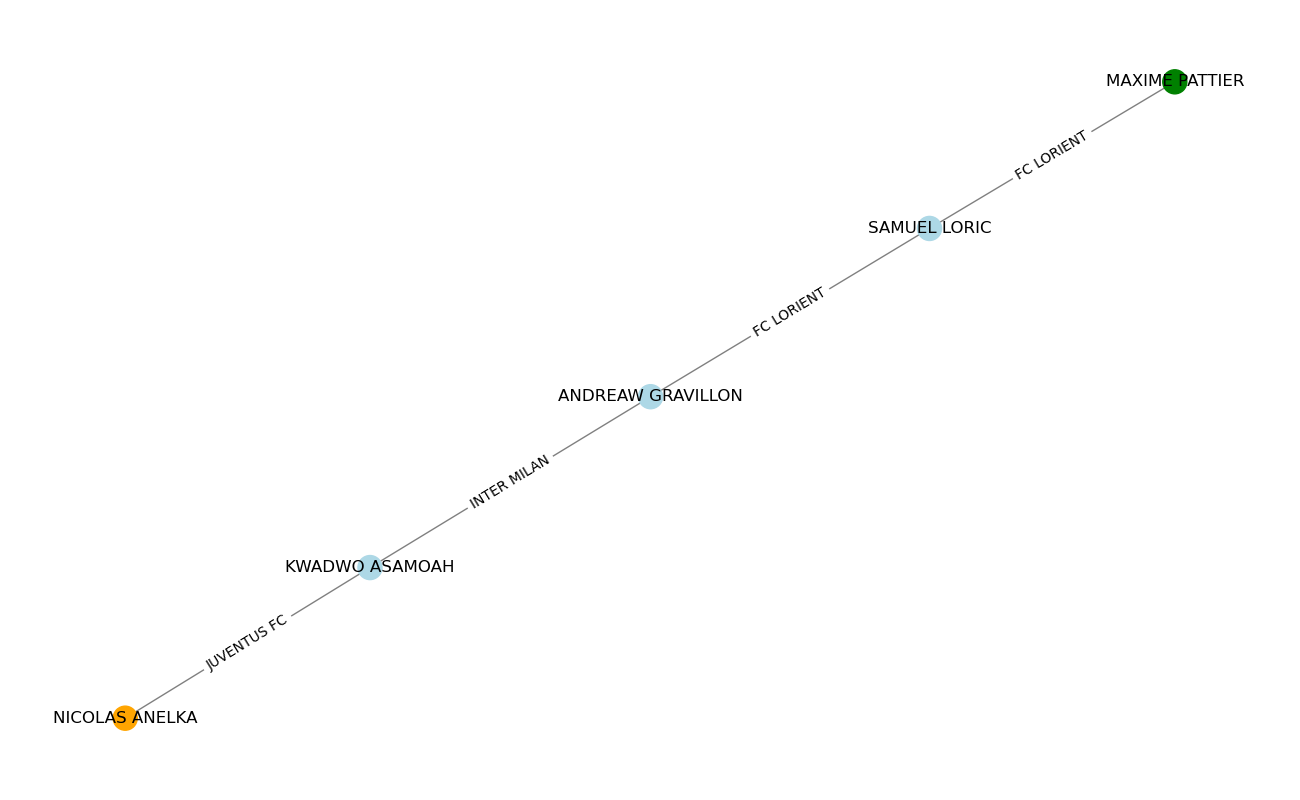 MAXIME PATTIER
FC LORIENT
SAMUEL LORIC
FC LORIENT
ANDREAW GRAVILLON
INTER MILAN
KWADWO ASAMOAH
JUVENTUS FC
NICOLAS ANELKA